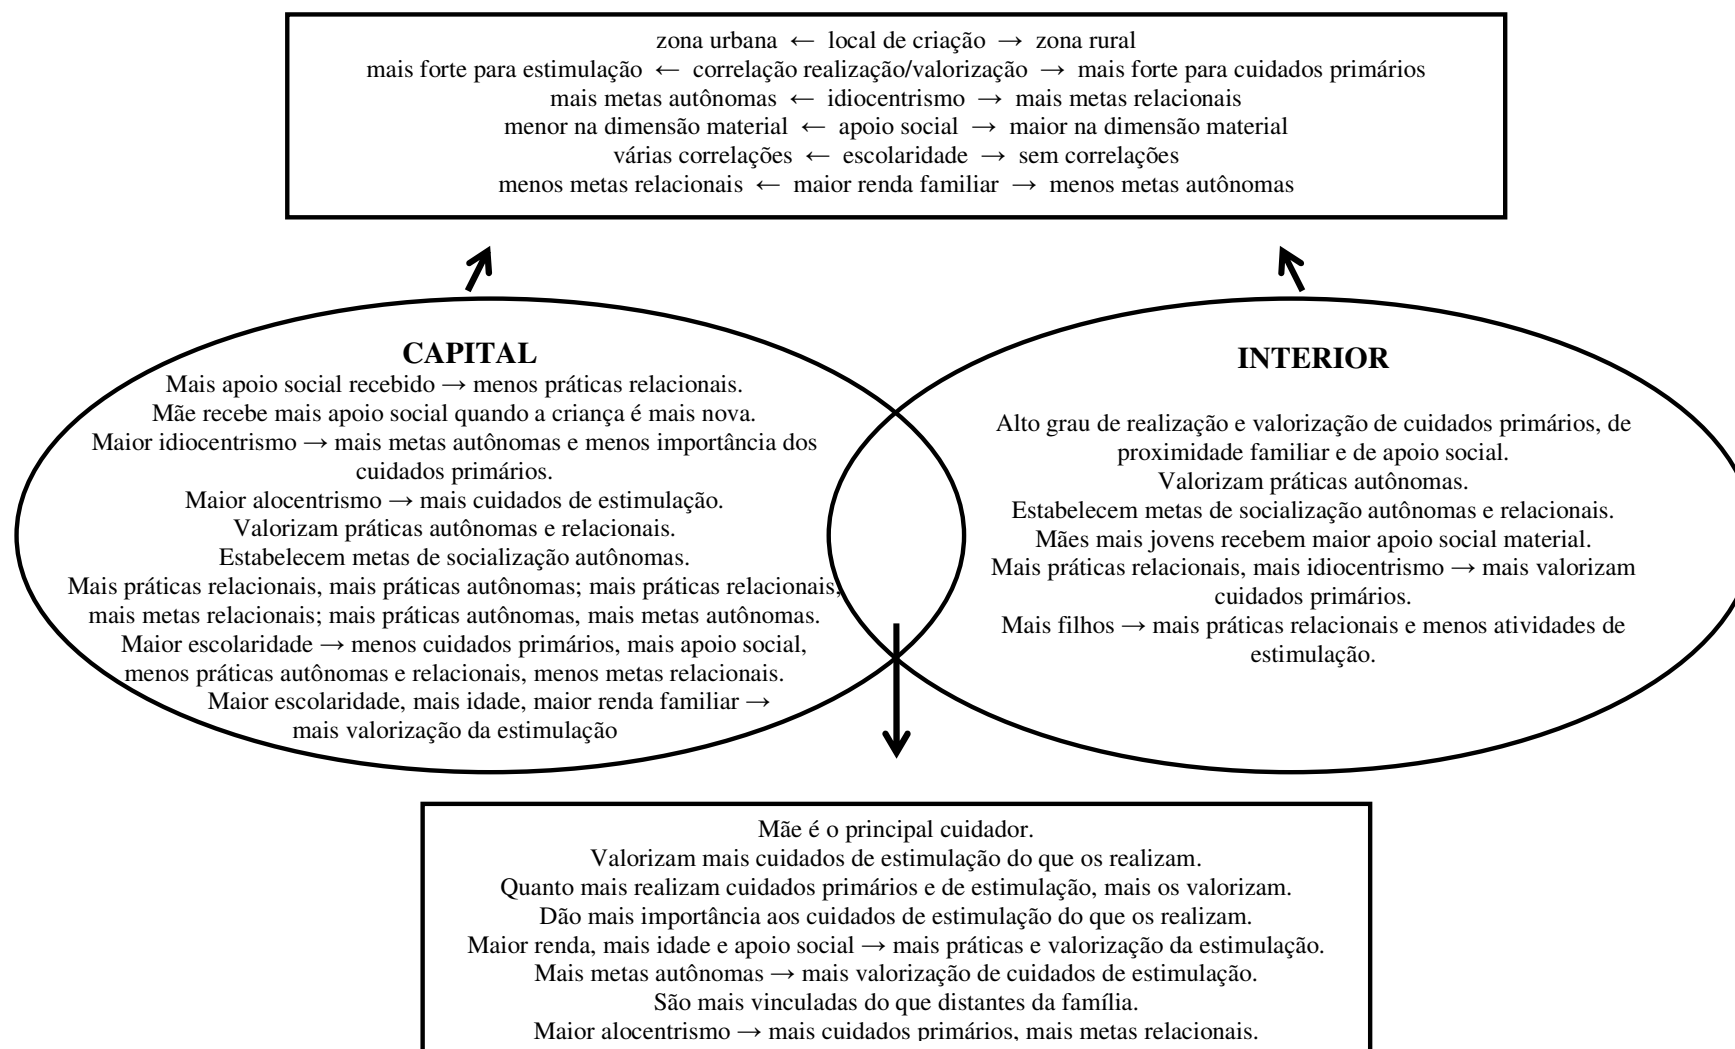 zona urbana ← local de criação → zona rural
mais forte para estimulação ← correlação realização/valorização → mais forte para cuidados primários
mais metas autônomas ← idiocentrismo → mais metas relacionais
menor na dimensão material ← apoio social → maior na dimensão material
várias correlações ← escolaridade → sem correlações
menos metas relacionais ← maior renda familiar → menos metas autônomas
CAPITAL
Mais apoio social recebido → menos práticas relacionais.
Mãe recebe mais apoio social quando a criança é mais nova.
Maior idiocentrismo → mais metas autônomas e menos importância dos
cuidados primários.
Maior alocentrismo → mais cuidados de estimulação.
Valorizam práticas autônomas e relacionais.
Estabelecem metas de socialização autônomas.
Mais práticas relacionais, mais práticas autônomas; mais práticas relacionais,
mais metas relacionais; mais práticas autônomas, mais metas autônomas.
Maior escolaridade → menos cuidados primários, mais apoio social,
menos práticas autônomas e relacionais, menos metas relacionais.
Maior escolaridade, mais idade, maior renda familiar →
mais valorização da estimulação
INTERIOR
Alto grau de realização e valorização de cuidados primários, de
proximidade familiar e de apoio social.
Valorizam práticas autônomas.
Estabelecem metas de socialização autônomas e relacionais.
Mães mais jovens recebem maior apoio social material.
Mais práticas relacionais, mais idiocentrismo → mais valorizam
cuidados primários.
Mais filhos → mais práticas relacionais e menos atividades de
estimulação.
Mãe é o principal cuidador.
Valorizam mais cuidados de estimulação do que os realizam.
Quanto mais realizam cuidados primários e de estimulação, mais os valorizam.
Dão mais importância aos cuidados de estimulação do que os realizam.
Maior renda, mais idade e apoio social → mais práticas e valorização da estimulação.
Mais metas autônomas → mais valorização de cuidados de estimulação.
São mais vinculadas do que distantes da família.
Maior alocentrismo → mais cuidados primários, mais metas relacionais.